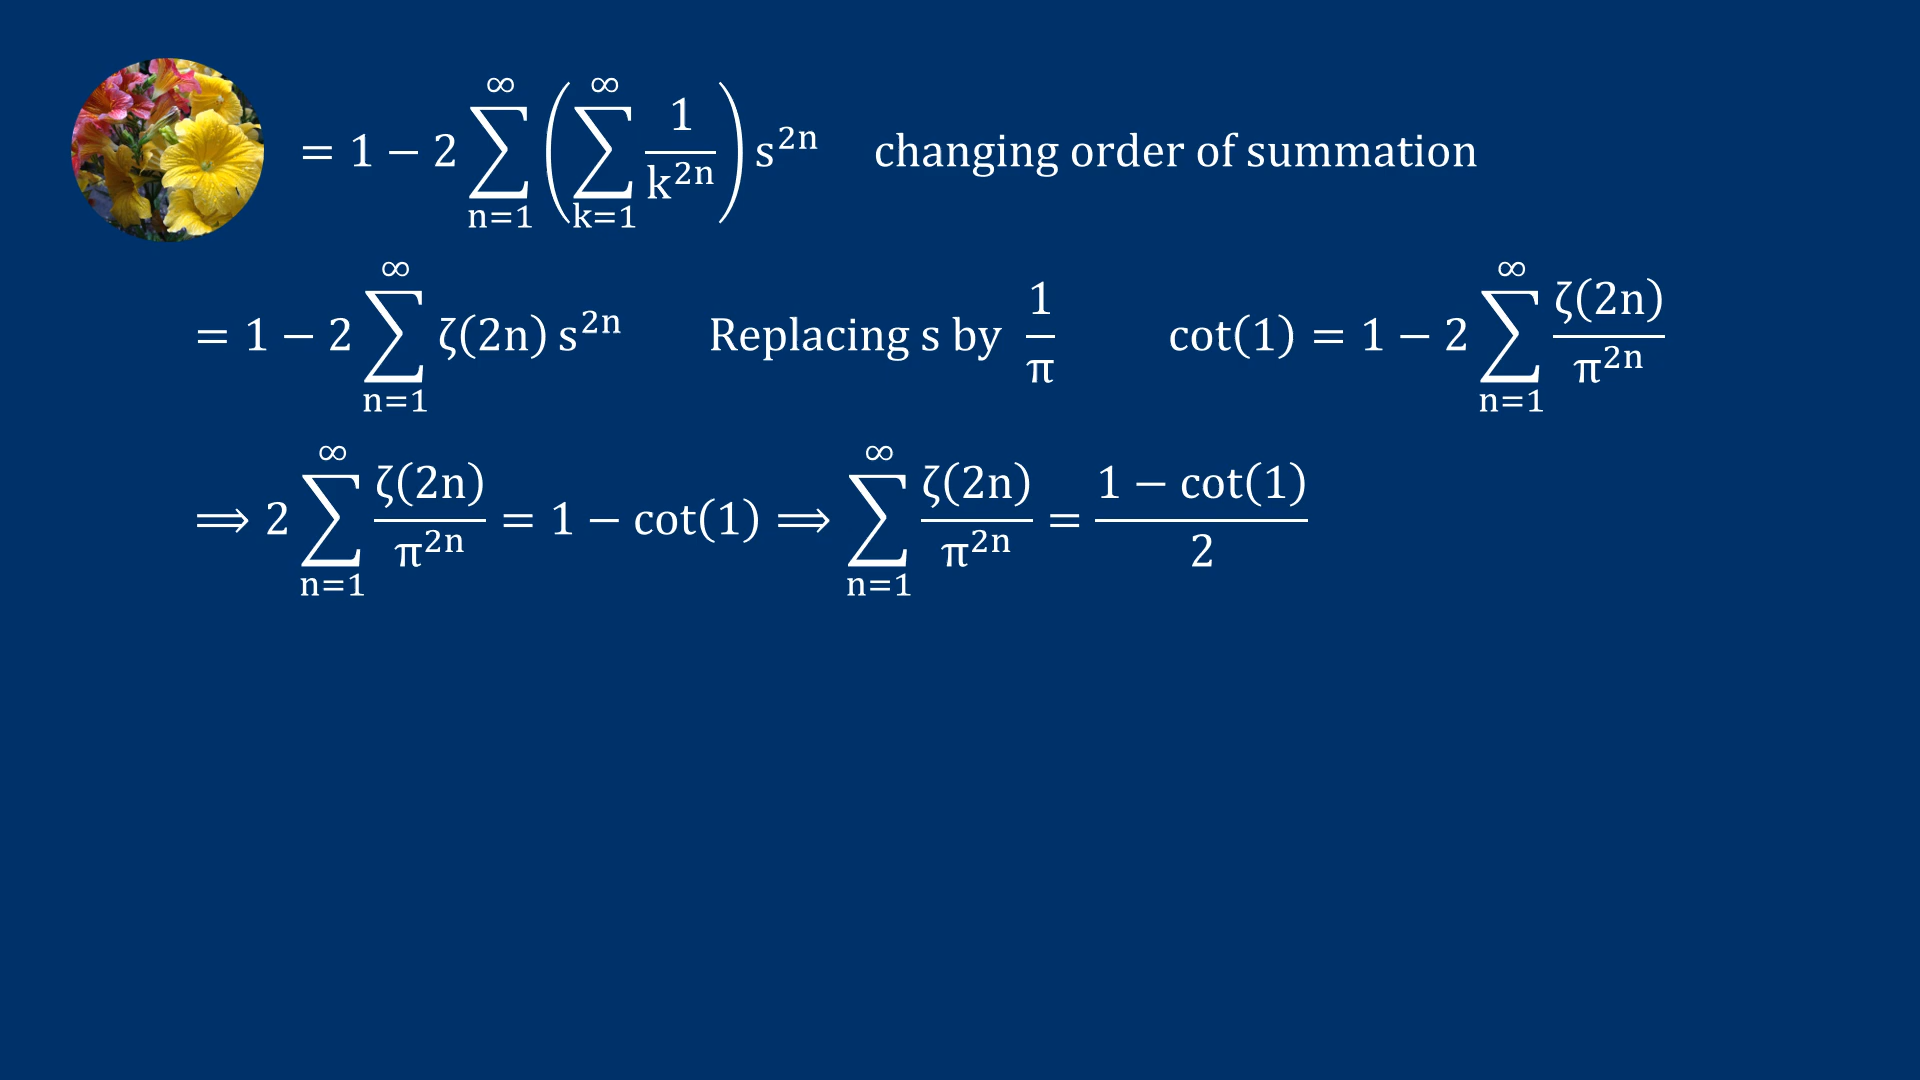 = 1 − 2 ∑_{n=1}^{∞} (∑_{k=1}^{∞} 1/k^{2n}) s^{2n} changing order of summation
= 1 − 2 ∑_{n=1}^{∞} ζ(2n) s^{2n} Replacing s by 1/π cot(1) = 1 − 2 ∑_{n=1}^{∞} ζ(2n)/π^{2n}
⟹ 2 ∑_{n=1}^{∞} ζ(2n)/π^{2n} = 1 − cot(1) ⟹ ∑_{n=1}^{∞} ζ(2n)/π^{2n} = (1 − cot(1))/2